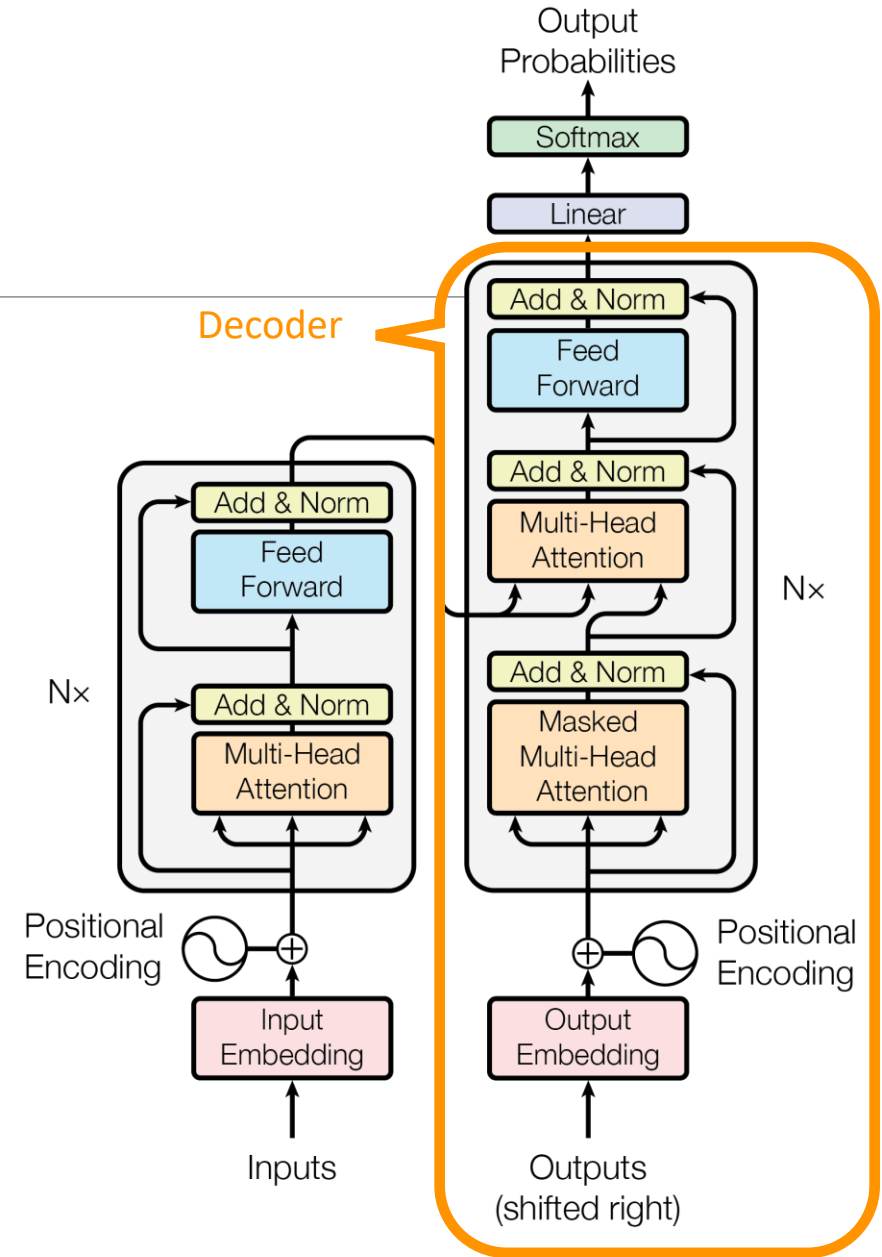 Output
Probabilities
Softmax
Linear
Decoder
Add & Norm
Feed
Forward
Add & Norm
Multi-Head
Attention
Nx
Add & Norm
Masked
Multi-Head
Attention
Positional
Encoding
Output
Embedding
Outputs
(shifted right)
Add & Norm
Feed
Forward
Nx
Add & Norm
Multi-Head
Attention
Positional
Encoding
Input
Embedding
Inputs